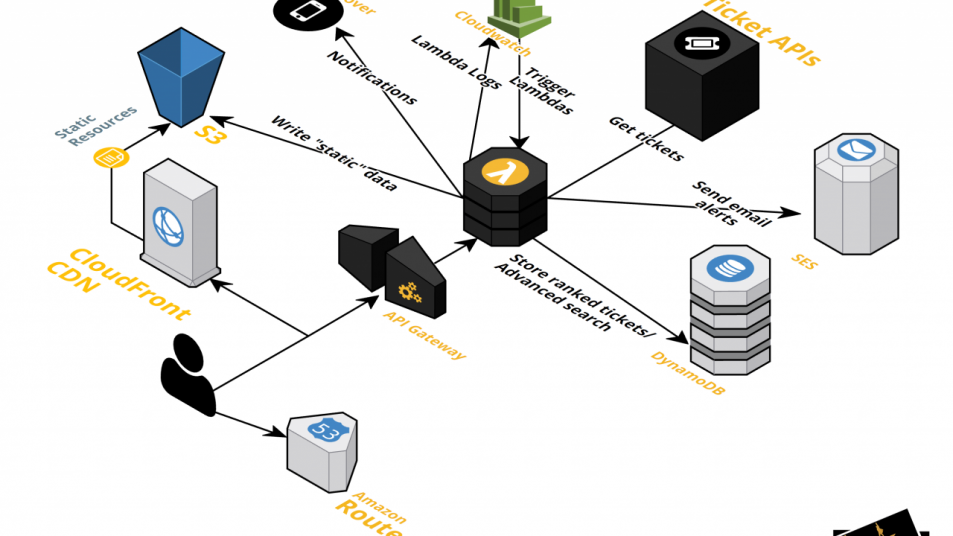 Ticket APIs
Cloudwatch
Lambda Logs
Trigger
Lambdas
Notifications
Get tickets
Static
Resources
S3
Write "static" data
Send email
alerts
SES
CloudFront
CDN
Store ranked tickets/
Advanced search
API Gateway
DynamoDB
53
Amazon
Route